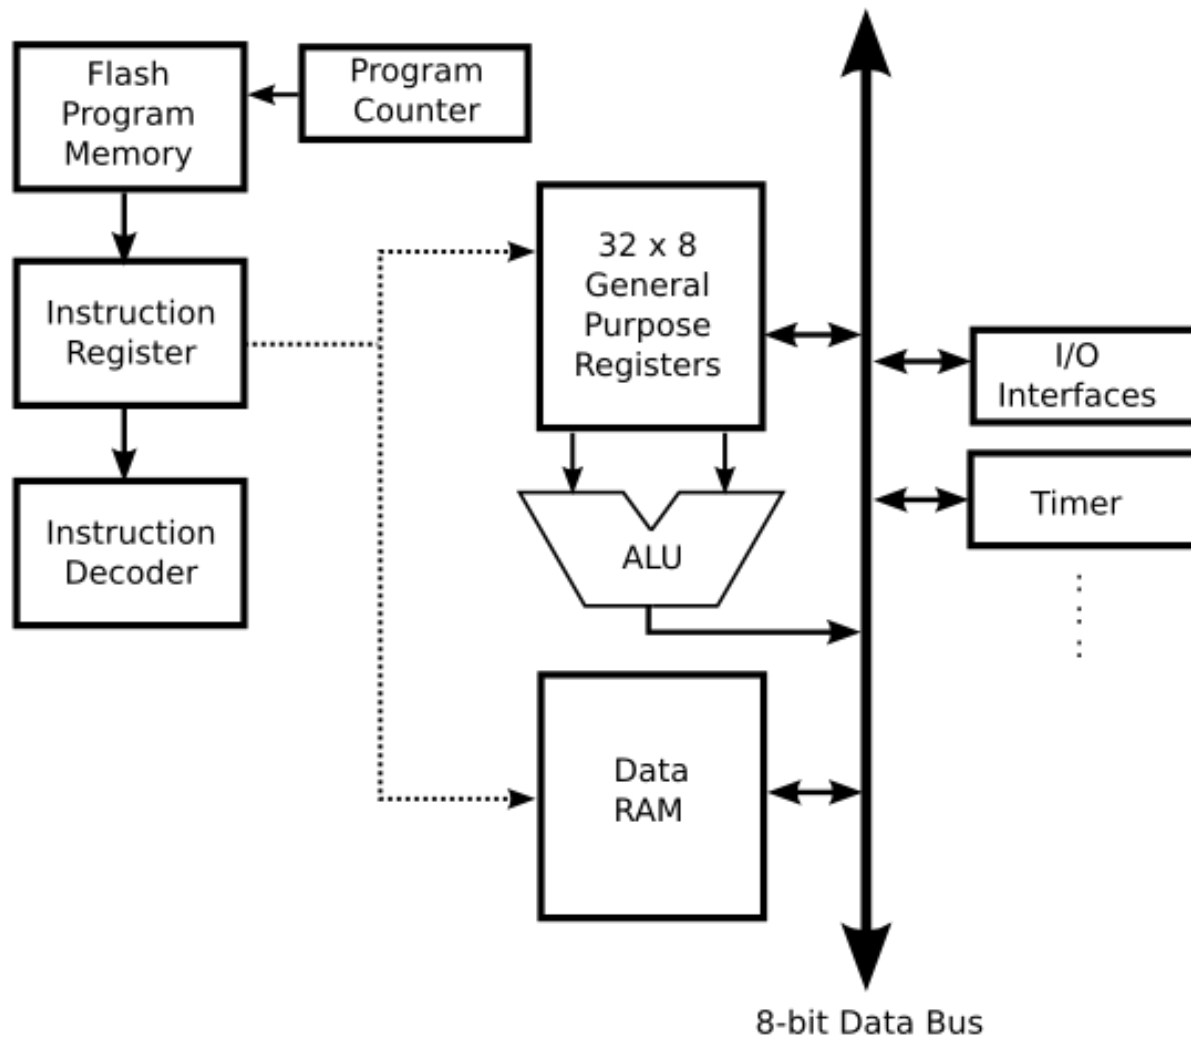 Flash
Program
Memory
Program
Counter
Instruction
Register
Instruction
Decoder
32 x 8
General
Purpose
Registers
ALU
Data
RAM
I/O
Interfaces
Timer
8-bit Data Bus